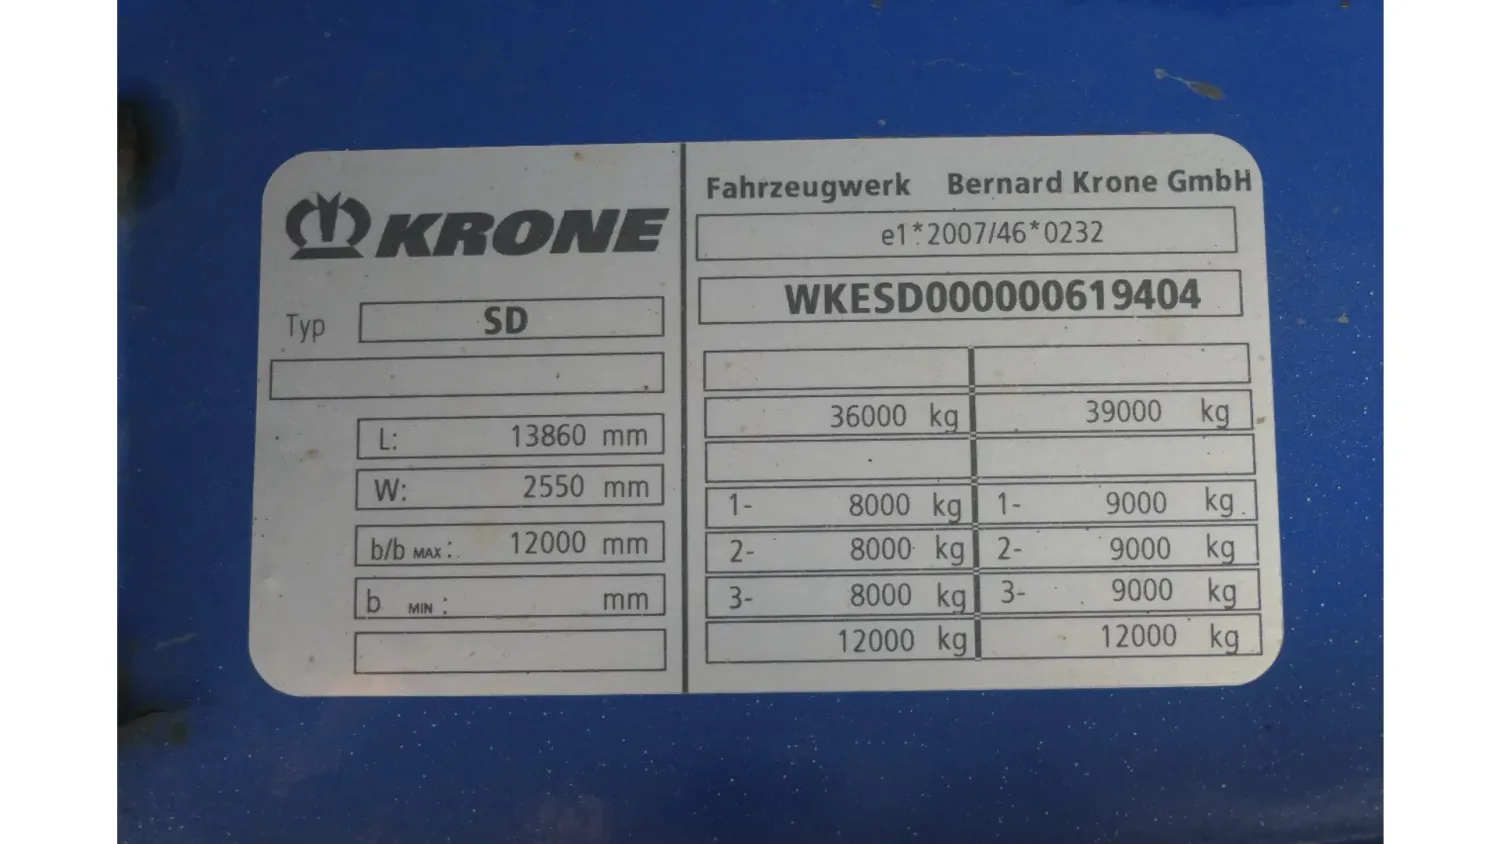 KRONE
Typ SD
L: 13860 mm
W: 2550 mm
b/b MAX: 12000 mm
b MIN: mm
Fahrzeugwerk Bernard Krone GmbH
e1*2007/46*0232
WKESD000000619404
36000 kg 39000 kg
1- 8000 kg 1- 9000 kg
2- 8000 kg 2- 9000 kg
3- 8000 kg 3- 9000 kg
12000 kg 12000 kg